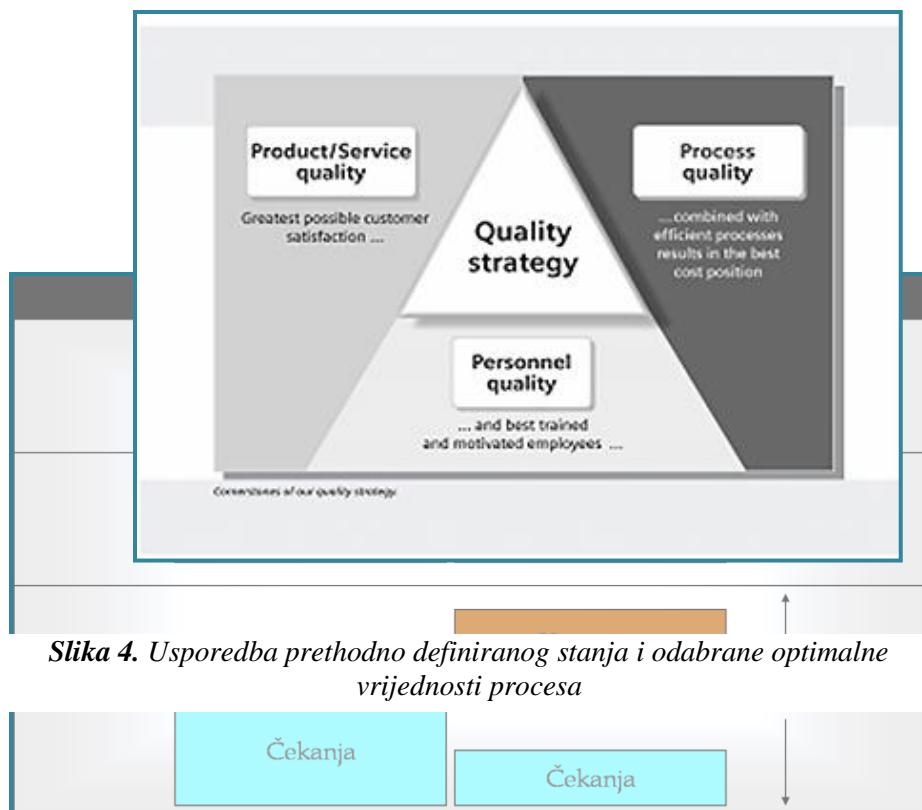 Product/Service
quality
Greatest possible customer
satisfaction ...
Process
quality
...combined with
efficient processes
results in the best
cost position
Quality
strategy
Personnel
quality
... and best trained
and motivated employees ...
Cornerstones of our quality strategy.
Slika 4. Usporedba prethodno definiranog stanja i odabrane optimalne
vrijednosti procesa
Čekanja
Čekanja